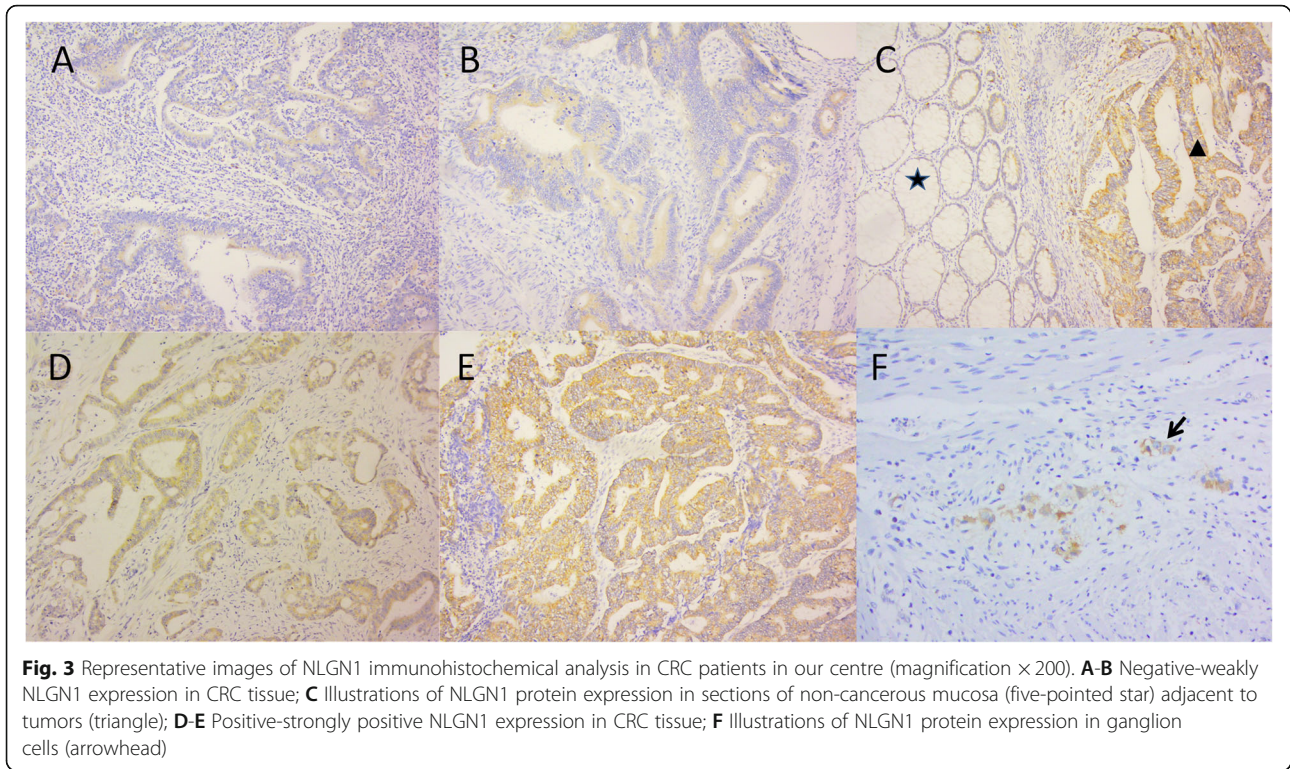 A
B
C
D
E
F
Fig. 3 Representative images of NLGN1 immunohistochemical analysis in CRC patients in our centre (magnification × 200). A-B Negative-weakly
NLGN1 expression in CRC tissue; C Illustrations of NLGN1 protein expression in sections of non-cancerous mucosa (five-pointed star) adjacent to
tumors (triangle); D-E Positive-strongly positive NLGN1 expression in CRC tissue; F Illustrations of NLGN1 protein expression in ganglion
cells (arrowhead)